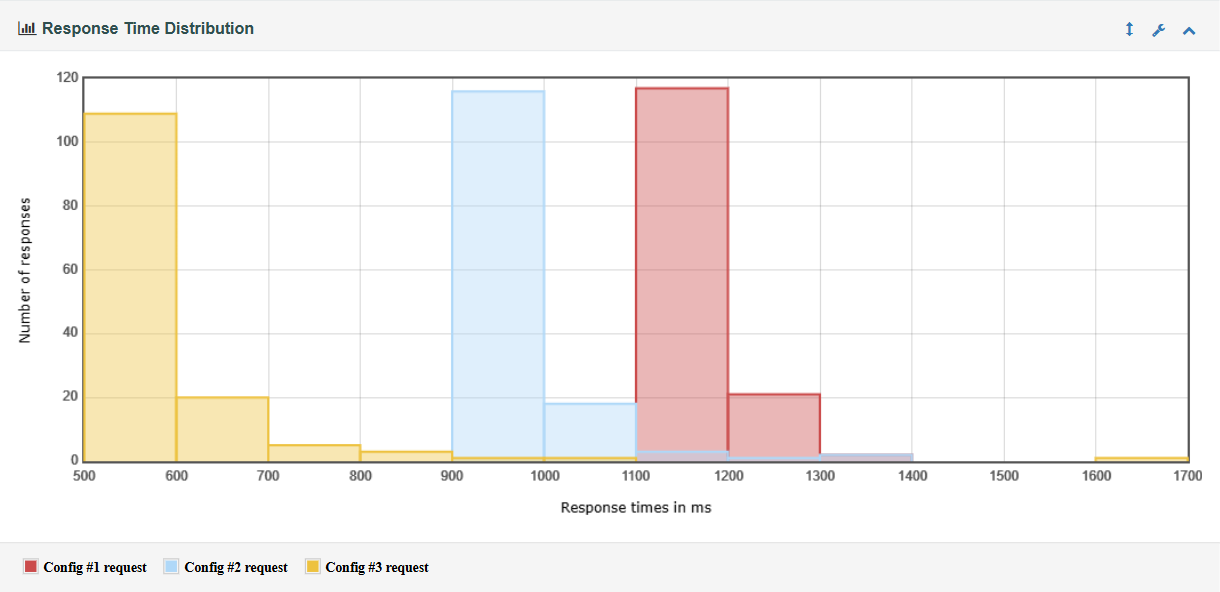 Response Time Distribution
120
100
80
60
40
20
0
Number of responses
500 600 700 800 900 1000 1100 1200 1300 1400 1500 1600 1700
Response times in ms
Config #1 request Config #2 request Config #3 request